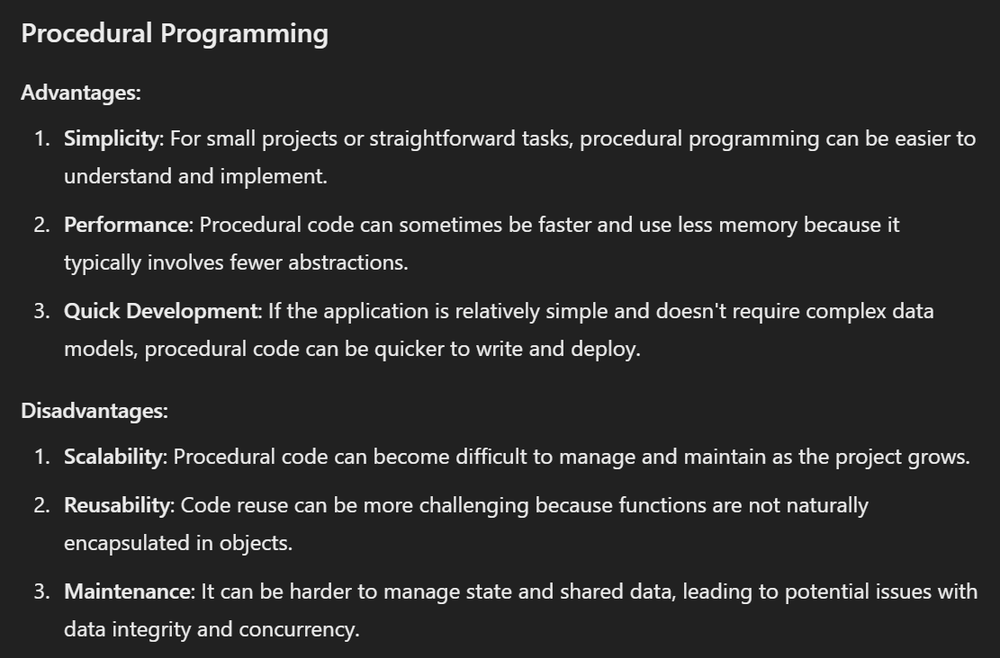 Procedural Programming
Advantages:
1. Simplicity: For small projects or straightforward tasks, procedural programming can be easier to
understand and implement.
2. Performance: Procedural code can sometimes be faster and use less memory because it
typically involves fewer abstractions.
3. Quick Development: If the application is relatively simple and doesn't require complex data
models, procedural code can be quicker to write and deploy.
Disadvantages:
1. Scalability: Procedural code can become difficult to manage and maintain as the project grows.
2. Reusability: Code reuse can be more challenging because functions are not naturally
encapsulated in objects.
3. Maintenance: It can be harder to manage state and shared data, leading to potential issues with
data integrity and concurrency.